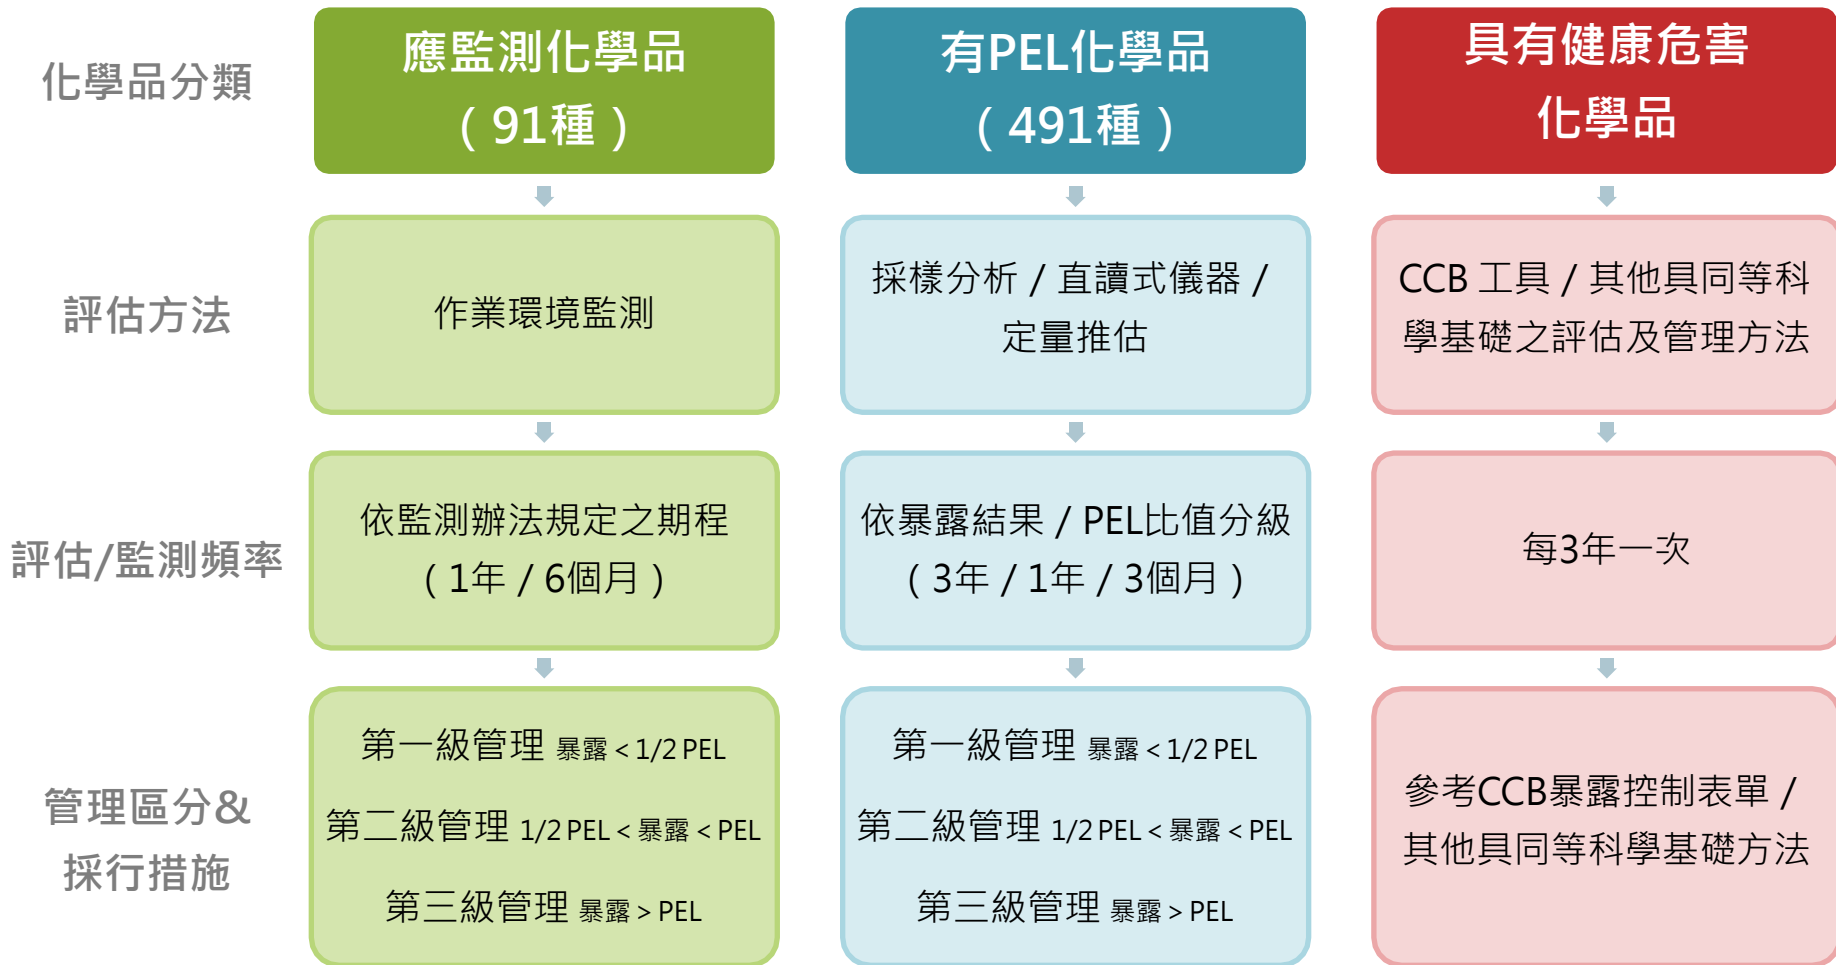 化學品分類
應監測化學品
（91種）
有PEL化學品
（491種）
具有健康危害
化學品
評估方法
作業環境監測
採樣分析 / 直讀式儀器 /
定量推估
CCB 工具 / 其他具同等科
學基礎之評估及管理方法
評估/監測頻率
依監測辦法規定之期程
（1年 / 6個月）
依暴露結果 / PEL比值分級
（3年 / 1年 / 3個月）
每3年一次
管理區分&
採行措施
第一級管理 暴露 < 1/2 PEL
第二級管理 1/2 PEL < 暴露 < PEL
第三級管理 暴露 > PEL
第一級管理 暴露 < 1/2 PEL
第二級管理 1/2 PEL < 暴露 < PEL
第三級管理 暴露 > PEL
參考CCB暴露控制表單 /
其他具同等科學基礎方法